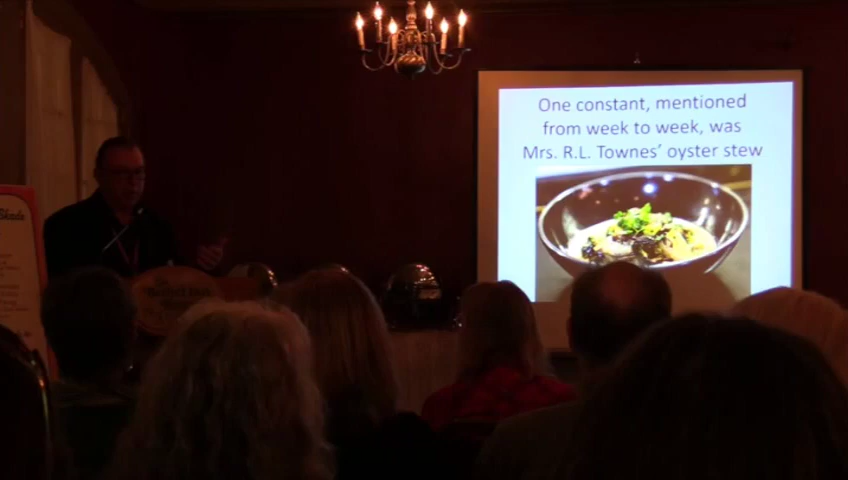 One constant, mentioned
from week to week, was
Mrs. R.L. Townes' oyster stew